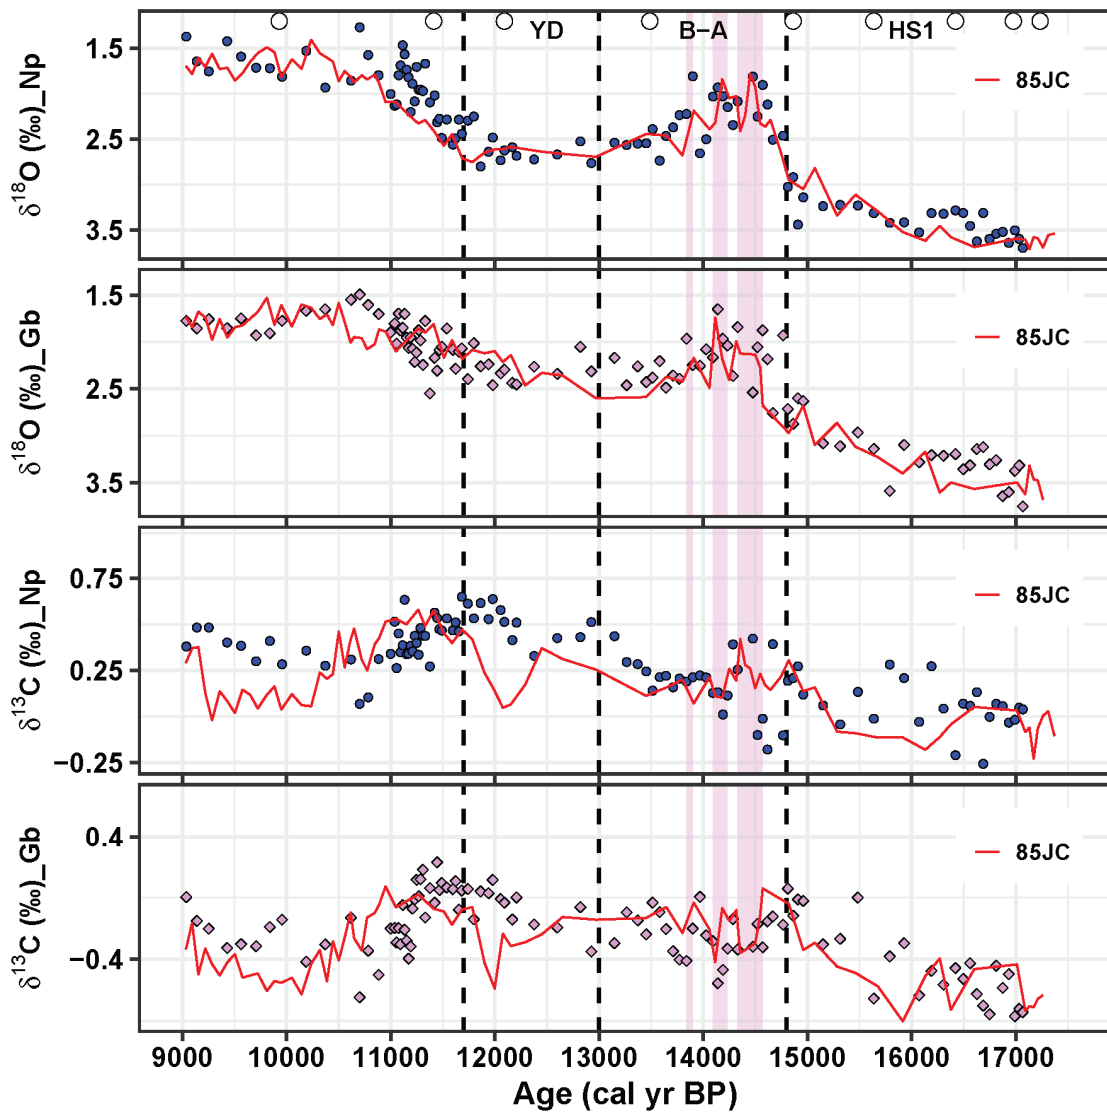 YD
B–A
HS1
δ¹⁸O (‰)_Np
1.5
2.5
3.5
85JC
δ¹⁸O (‰)_Gb
1.5
2.5
3.5
85JC
δ¹³C (‰)_Np
0.75
0.25
−0.25
85JC
δ¹³C (‰)_Gb
0.4
−0.4
85JC
9000 10000 11000 12000 13000 14000 15000 16000 17000
Age (cal yr BP)